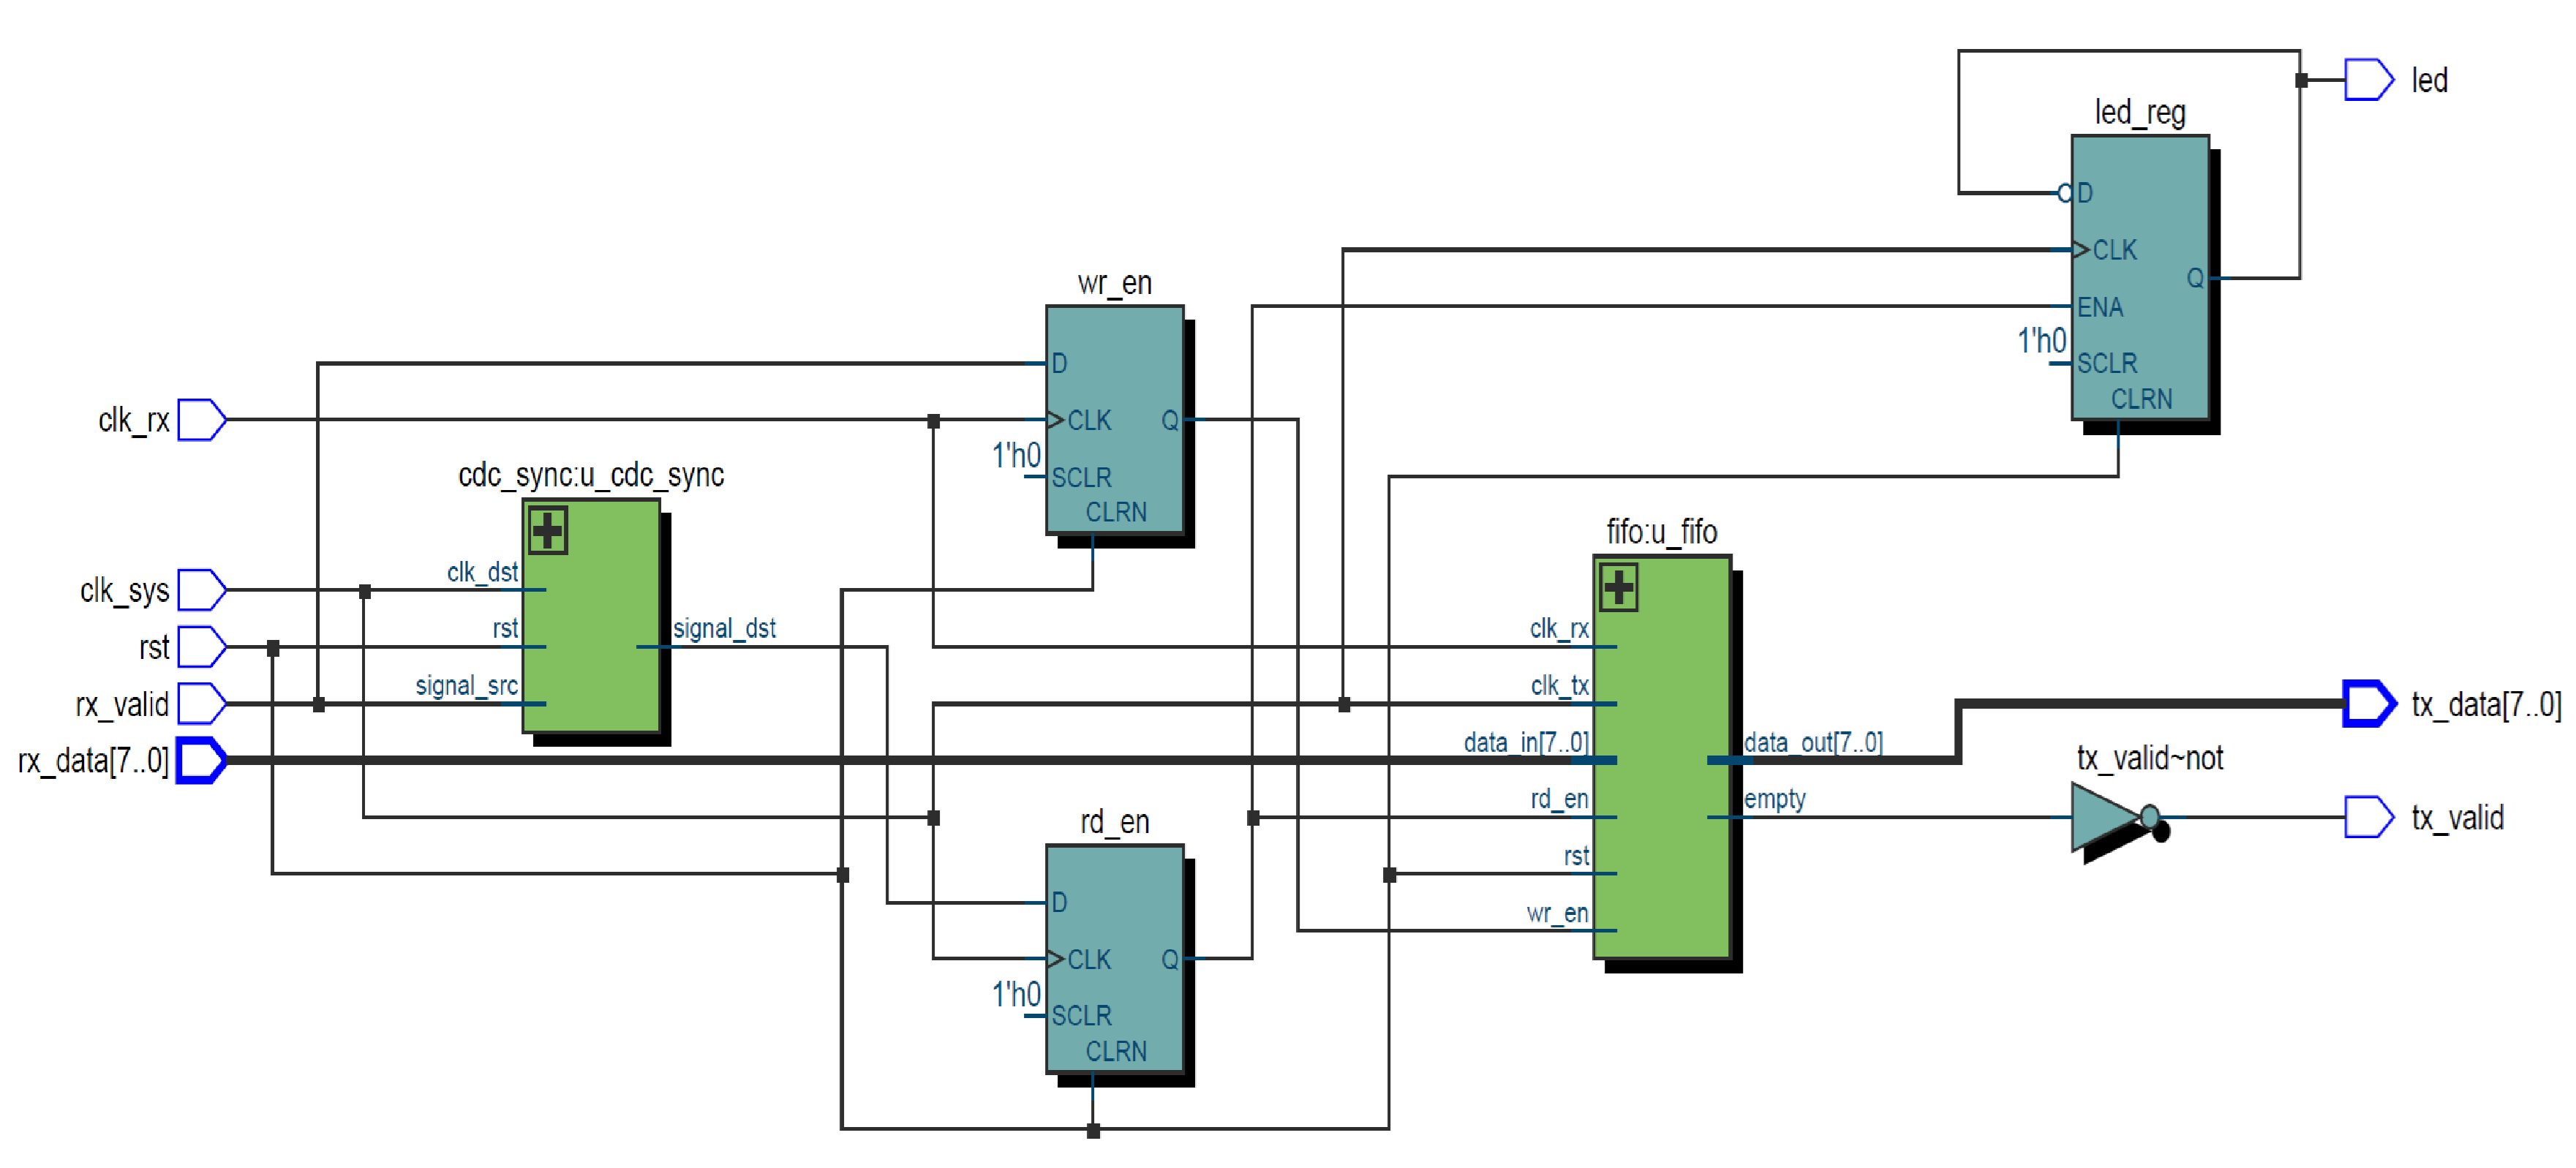 led
led_reg
D
CLK
Q
ENA
1'h0
SCLR
CLRN
wr_en
D
clk_rx
CLK
Q
1'h0
SCLR
CLRN
cdc_sync:u_cdc_sync
clk_sys
clk_dst
rst
rst
signal_dst
rx_valid
signal_src
rx_data[7..0]
fifo:u_fifo
clk_rx
clk_tx
data_in[7..0]
data_out[7..0]
rd_en
empty
rst
wr_en
tx_data[7..0]
tx_valid~not
tx_valid
rd_en
D
CLK
Q
1'h0
SCLR
CLRN